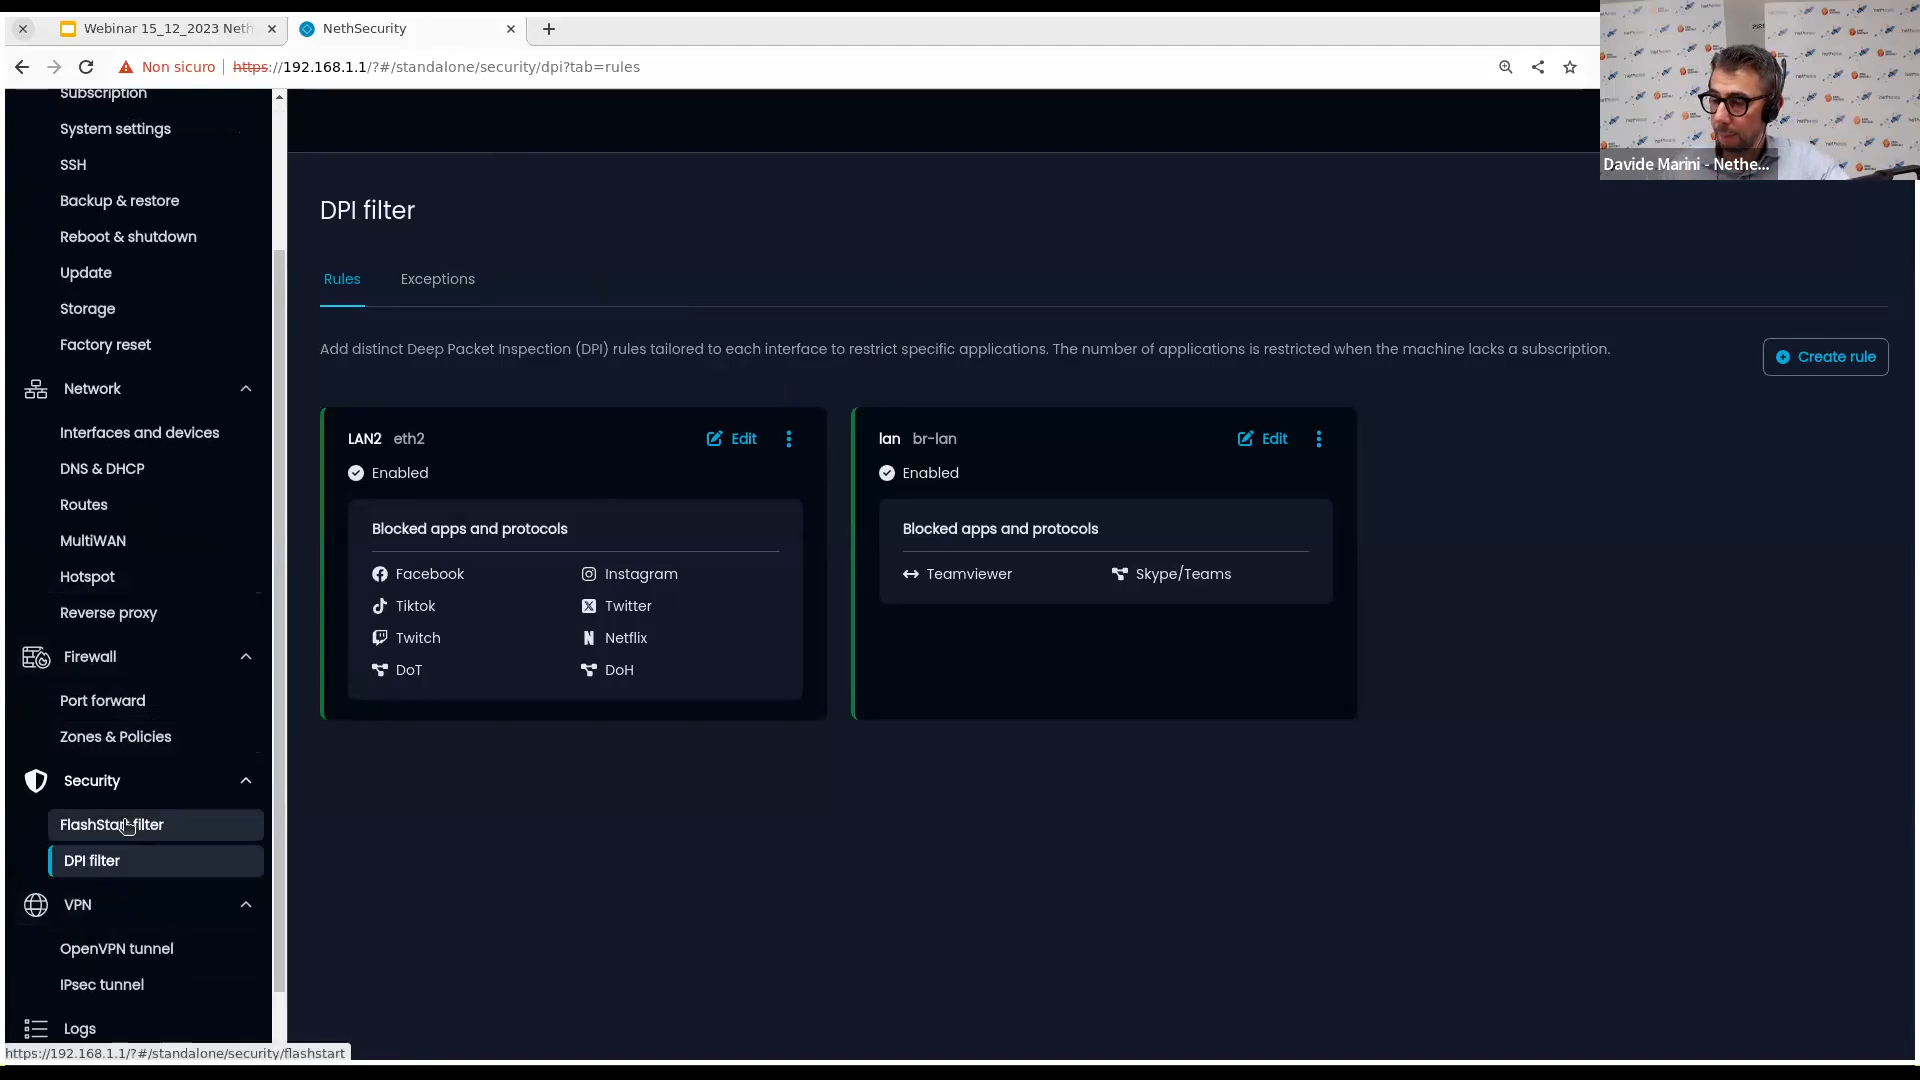 Webinar 15_12_2023 Neth
NethSecurity
Non sicuro
https://192.168.1.1/?#/standalone/security/dpi?tab=rules
Davide Marini - Nethe...
Subscription
System settings
SSH
Backup & restore
Reboot & shutdown
Update
Storage
Factory reset
Network
Interfaces and devices
DNS & DHCP
Routes
MultiWAN
Hotspot
Reverse proxy
Firewall
Port forward
Zones & Policies
Security
FlashStart filter
DPI filter
VPN
OpenVPN tunnel
IPsec tunnel
Logs
https://192.168.1.1/?#/standalone/security/flashstart
DPI filter
Rules
Exceptions
Add distinct Deep Packet Inspection (DPI) rules tailored to each interface to restrict specific applications. The number of applications is restricted when the machine lacks a subscription.
Create rule
LAN2 eth2
Edit
Enabled
Blocked apps and protocols
Facebook
Instagram
Tiktok
Twitter
Twitch
Netflix
DoT
DoH
lan br-lan
Edit
Enabled
Blocked apps and protocols
Teamviewer
Skype/Teams